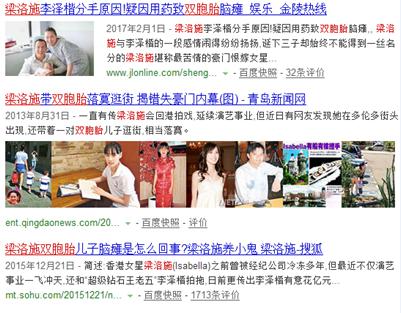 梁洛施李泽楷分手原因!疑因用药致双胞胎脑瘫_娱乐_金陵热线
2017年2月1日 - 梁洛施李泽楷分手原因!疑因用药致双胞胎脑瘫,, 梁洛
施与李泽楷的一段感情闹得纷纷扬扬,诞下三子却始终不能得到一丝名
分的梁洛施堪称最苦情的豪门恨嫁女星...
www.jlonline.com/sheng... - 百度快照 - 32条评价
梁洛施带双胞胎落寞逛街 揭错失豪门内幕(图) - 青岛新闻网
2013年8月31日 - 一直有传梁洛施会回港拍戏,延续演艺事业,但近日有网友发现她在多伦多街头
出现,还带着一对双胞胎儿子逛街,相当落寞。
Isabella有船有樓揸手
ent.qingdaonews.com/20... - 百度快照 - 评价
梁洛施双胞胎儿子脑瘫是怎么回事?梁洛施养小鬼 梁洛施-搜狐
2015年12月21日 - 简述:香港女星梁洛施(Isabella)之前曾被经纪公司冷冻多年,但最近不仅演艺
事业一飞冲天,还和“超级钻石王老五”李泽楷拍拖,日前更传出李泽楷有意花亿元...
mt.sohu.com/20151221/n... - 百度快照 - 1713条评价